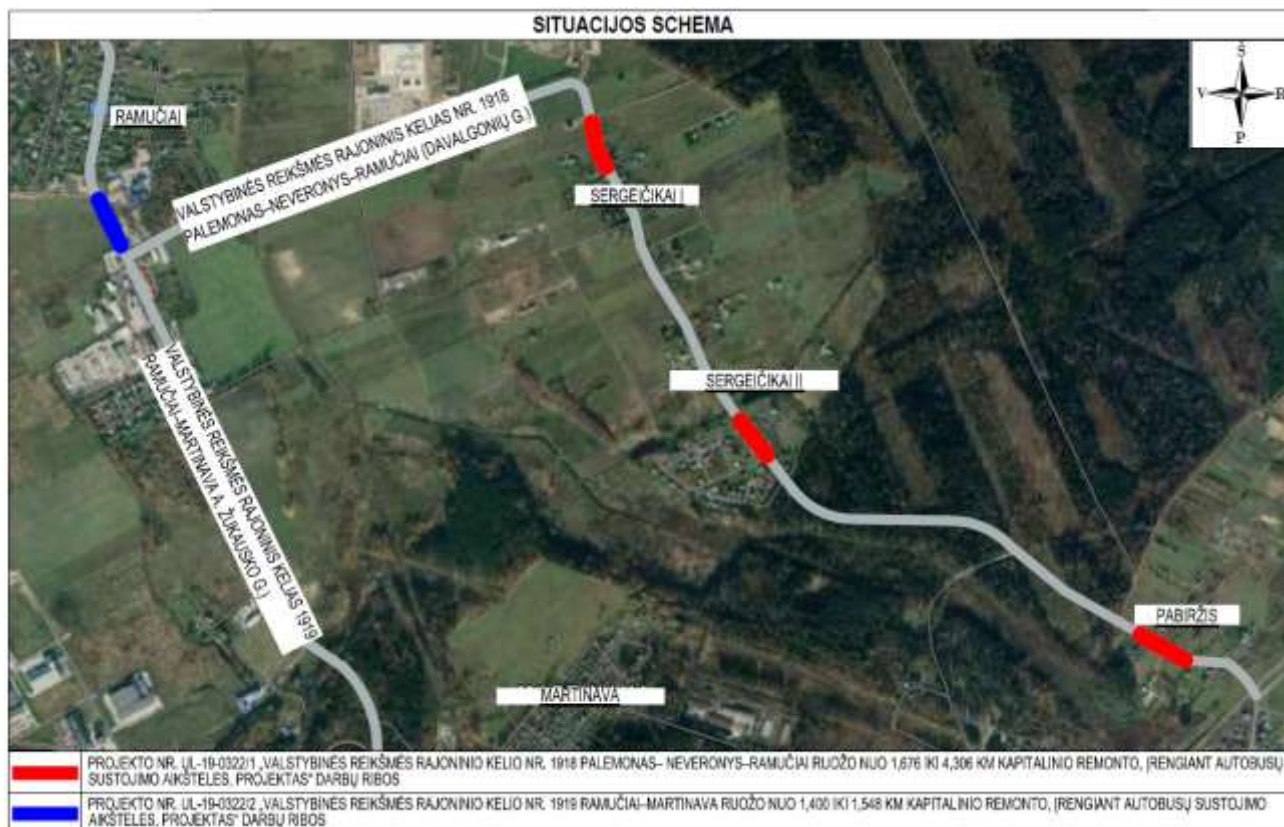 SITUACIJOS SCHEMA
Š
V
R
P
RAMUČIAI
VALSTYBINĖS REIKŠMĖS RAJONINIS KELIAS NR. 1918
PALEMONAS–NEVERONYS–RAMUČIAI (DAVALGONIŲ G.)
SERGEIČIKAI I
SERGEIČIKAI II
VALSTYBINĖS REIKŠMĖS RAJONINIS KELIAS 1919
RAMUČIAI-MARTINAVA A. ŽUKAUSKO G.)
PABIRŽIS
MARTINAVA
PROJEKTO NR. UL-19-0322/1 „VALSTYBINĖS REIKŠMĖS RAJONINIO KELIO NR. 1918 PALEMONAS– NEVERONYS–RAMUČIAI RUOŽO NUO 1,676 IKI 4,306 KM KAPITALINIO REMONTO, ĮRENGIANT AUTOBUSŲ
SUSTOJIMO AIKŠTELES, PROJEKTAS“ DARBŲ RIBOS
PROJEKTO NR. UL-19-0322/2 „VALSTYBINĖS REIKŠMĖS RAJONINIO KELIO NR. 1919 RAMUČIAI–MARTINAVA RUOŽO NUO 1,400 IKI 1,548 KM KAPITALINIO REMONTO, ĮRENGIANT AUTOBUSŲ SUSTOJIMO
AIKŠTELES, PROJEKTAS“ DARBŲ RIBOS